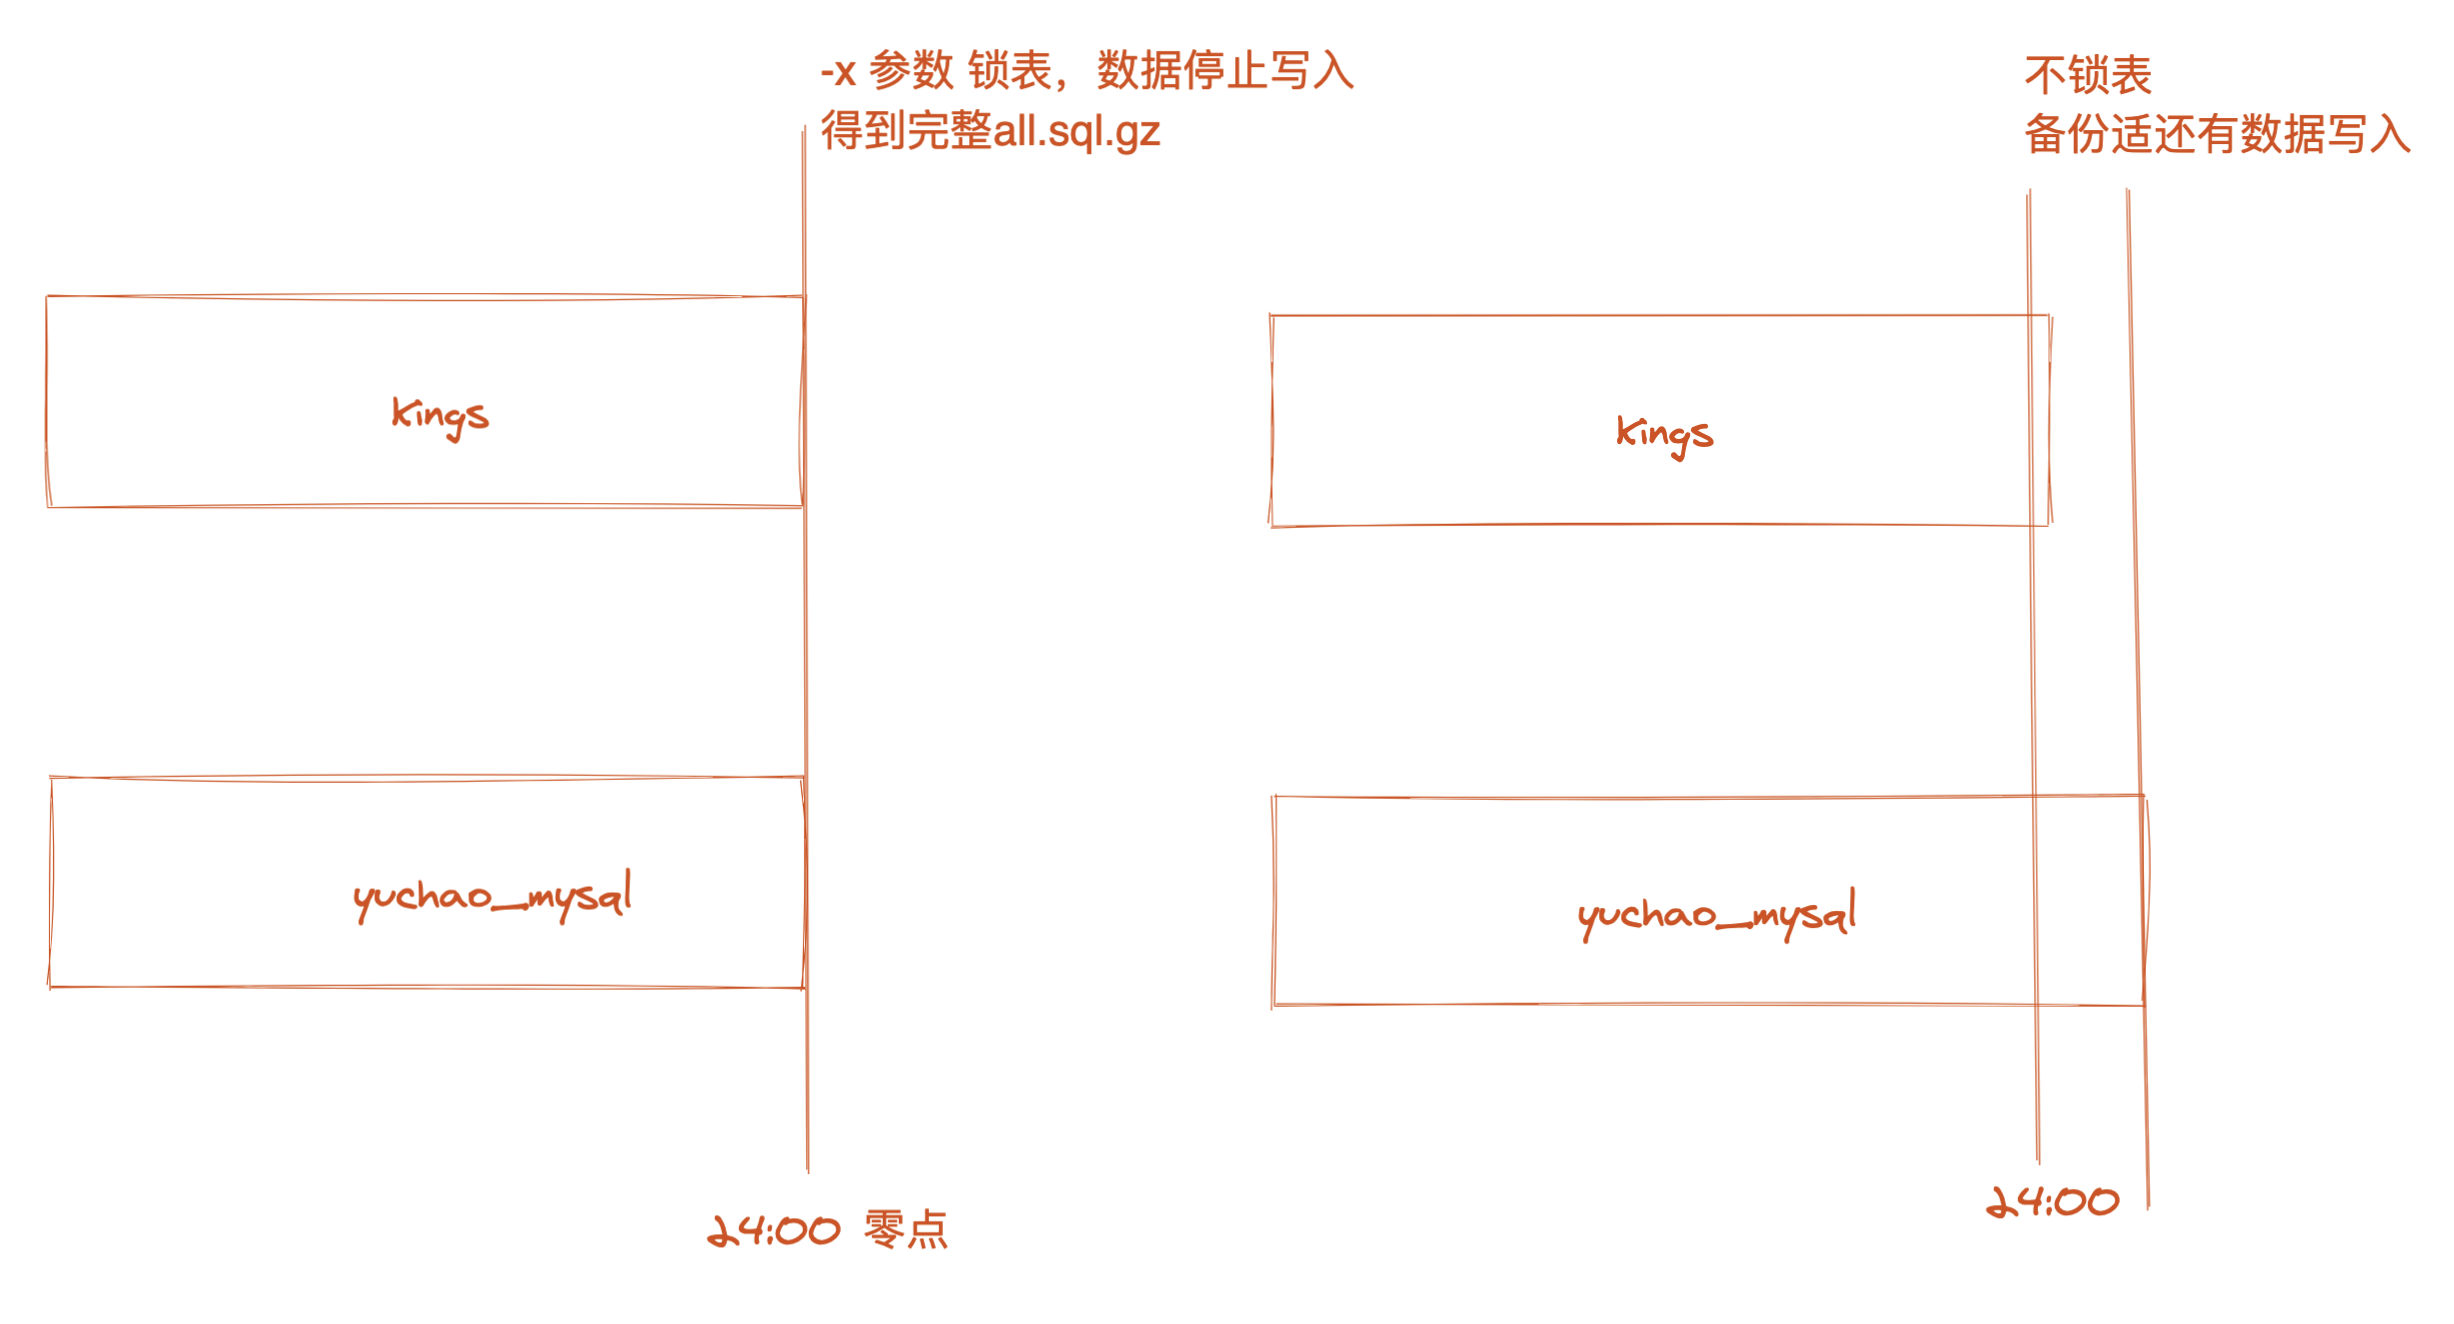 -x 参数 锁表，数据停止写入
得到完整all.sql.gz
kings
yuchao_mysql
24:00 零点
不锁表
备份适还有数据写入
kings
yuchao_mysql
24:00